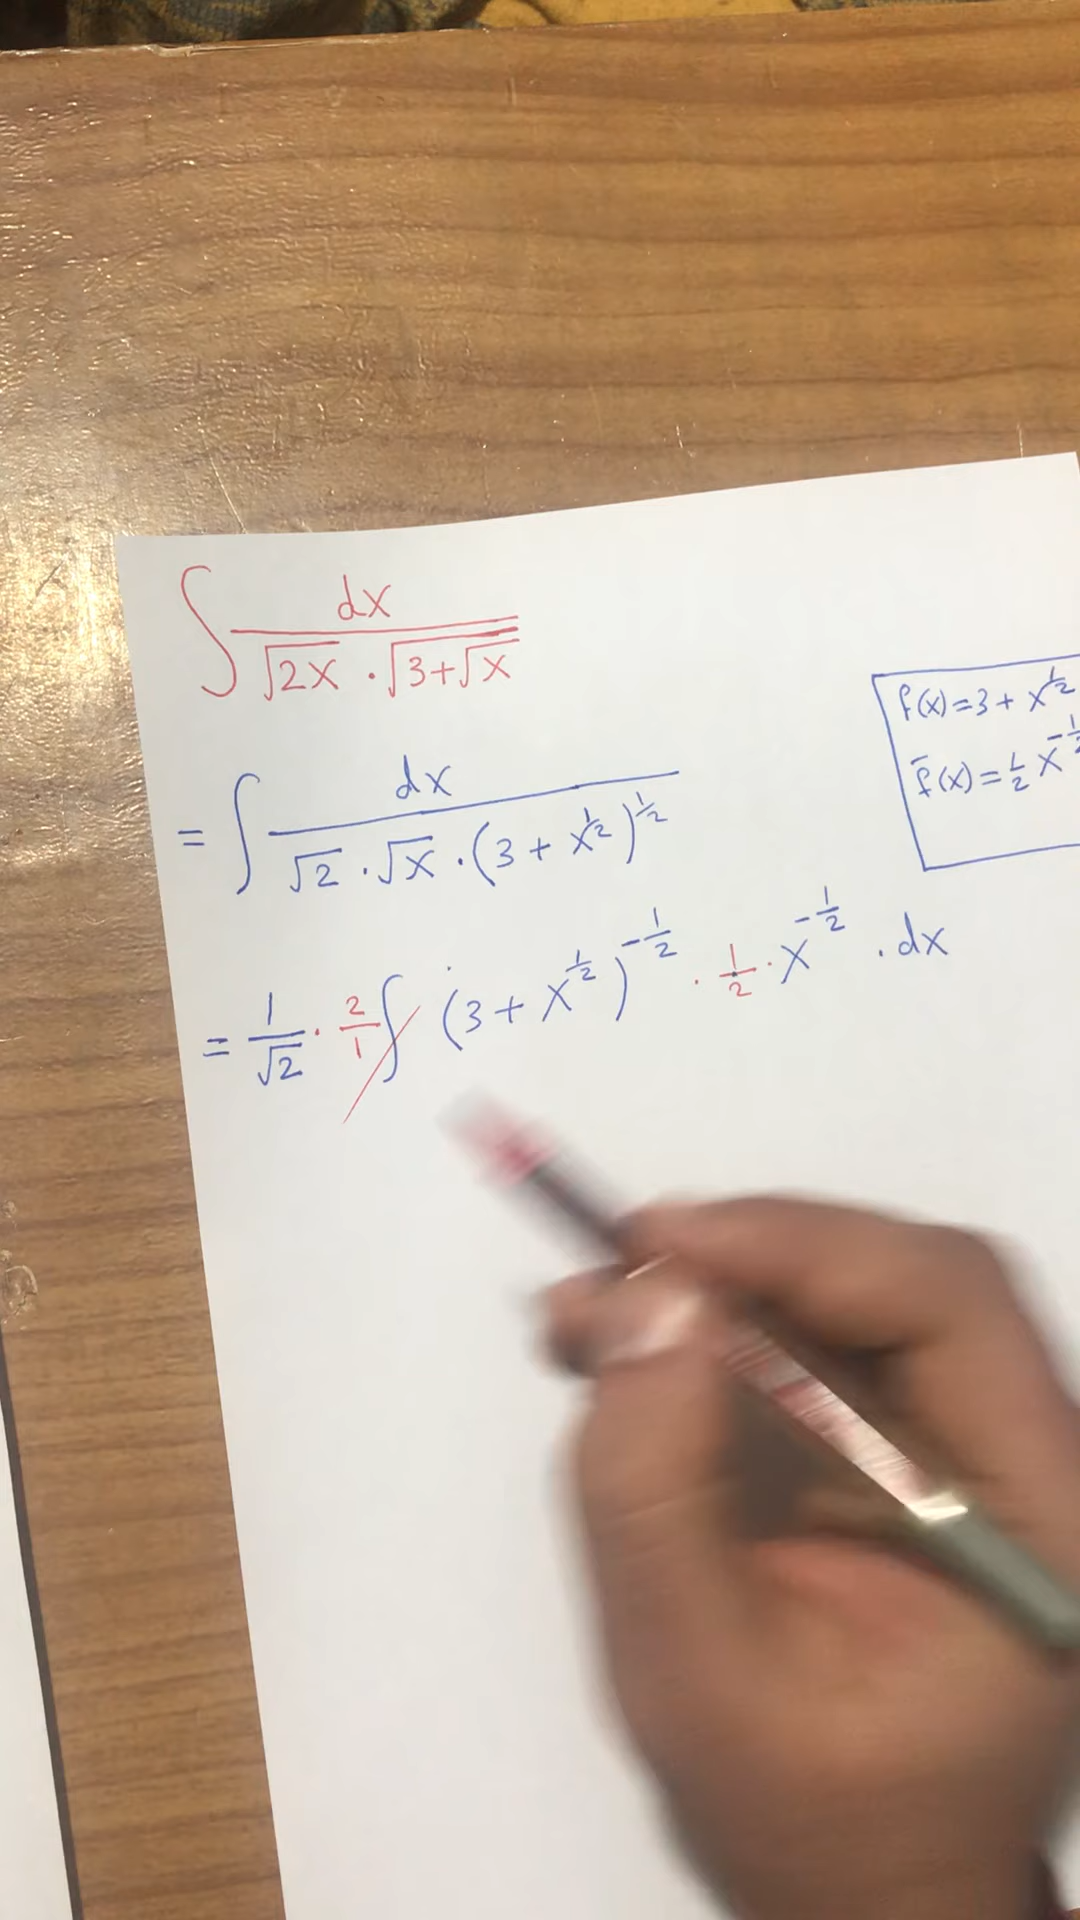 ∫ dx / √2x · √3+√x
= ∫ dx / √2 · √x · (3 + x^1/2)^1/2
f(x) = 3 + x^1/2
f̄(x) = 1/2 x^-1/2
= 1/√2 · 2/1 ∫ (3 + x^1/2)^-1/2 · 1/2 · x^-1/2 · dx